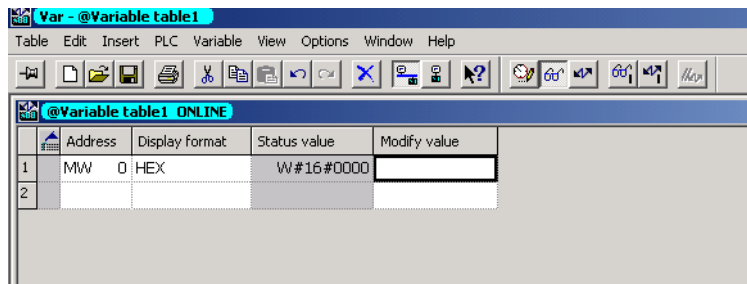 Var - @Variable table1
Table Edit Insert PLC Variable View Options Window Help
@Variable table1 ONLINE
Address Display format Status value Modify value
1 MW 0 HEX W#16#0000
2